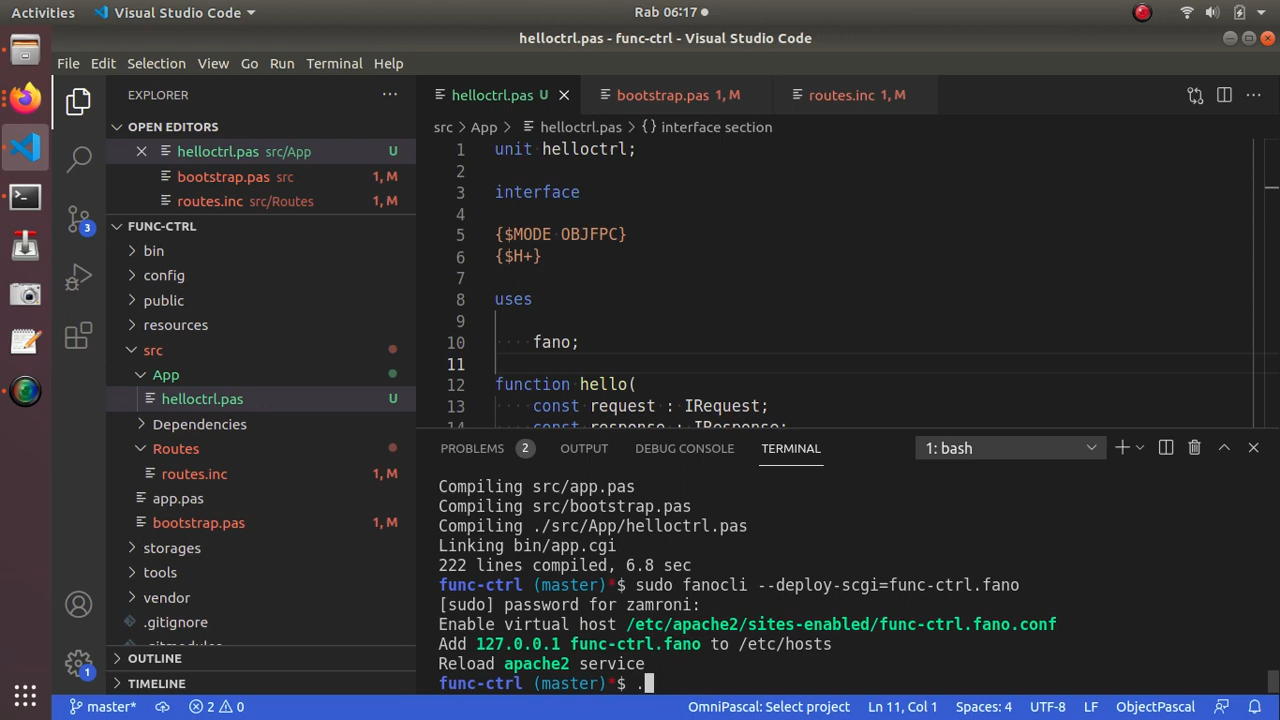 Activities
Visual Studio Code
Rab 06:17
helloctrl.pas - func-ctrl - Visual Studio Code
File Edit Selection View Go Run Terminal Help
EXPLORER
OPEN EDITORS
helloctrl.pas src/App U
bootstrap.pas src 1, M
routes.inc src/Routes 1, M
FUNC-CTRL
bin
config
public
resources
src
App
helloctrl.pas U
Dependencies
Routes
routes.inc 1, M
app.pas
bootstrap.pas 1, M
storages
tools
vendor
.gitignore
OUTLINE
TIMELINE
3
1
helloctrl.pas U
bootstrap.pas 1, M
routes.inc 1, M
src App helloctrl.pas {} interface section
1 unit helloctrl;
2
3 interface
4
5 {$MODE OBJFPC}
6 {$H+}
7
8 uses
9
10 fano;
11
12 function hello(
13 const request : IRequest;
14 const response : IResponse;
PROBLEMS 2 OUTPUT DEBUG CONSOLE TERMINAL
1: bash
Compiling src/app.pas
Compiling src/bootstrap.pas
Compiling ./src/App/helloctrl.pas
Linking bin/app.cgi
222 lines compiled, 6.8 sec
func-ctrl (master)*$ sudo fanocli --deploy-scgi=func-ctrl.fano
[sudo] password for zamroni:
Enable virtual host /etc/apache2/sites-enabled/func-ctrl.fano.conf
Add 127.0.0.1 func-ctrl.fano to /etc/hosts
Reload apache2 service
func-ctrl (master)*$ .
master* 2 0 OmniPascal: Select project Ln 11, Col 1 Spaces: 4 UTF-8 LF ObjectPascal